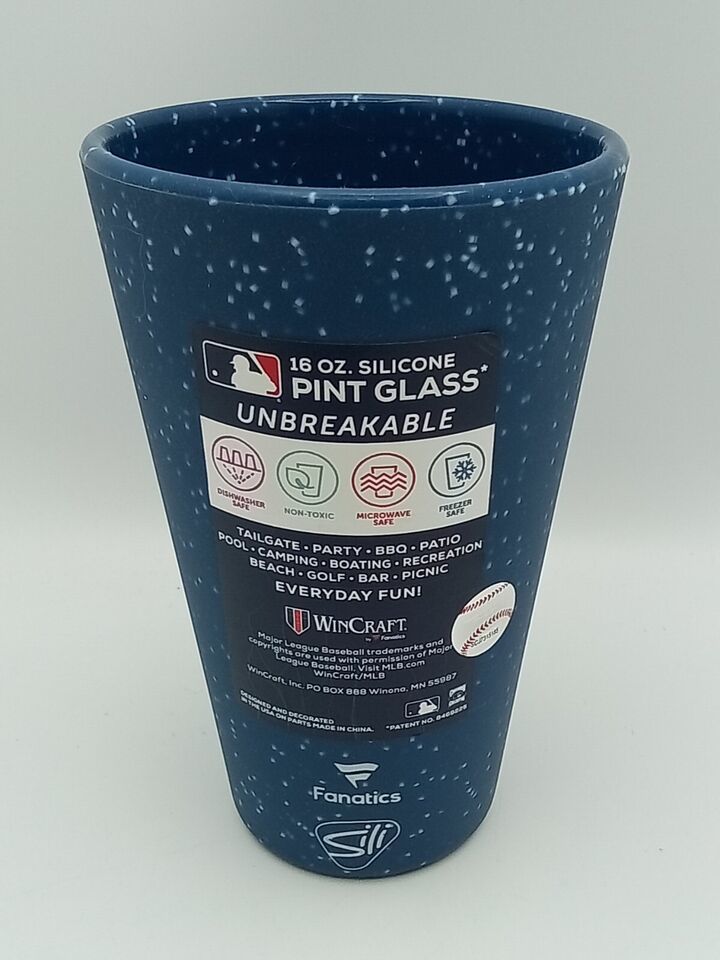 16 OZ. SILICONE
PINT GLASS*
UNBREAKABLE
DISHWASHER
SAFE
NON-TOXIC
MICROWAVE
SAFE
FREEZER
SAFE
TAILGATE • PARTY • BBQ • PATIO
POOL • CAMPING • BOATING • RECREATION
BEACH • GOLF • BAR • PICNIC
EVERYDAY FUN!
WINCRAFT.
by Fanatics
Major League Baseball trademarks and
copyrights are used with permission of Major
League Baseball. Visit MLB.com
WinCraft/MLB
WinCraft, Inc. PO BOX 888 Winona, MN 55987
DESIGNED AND DECORATED
IN THE USA ON PARTS MADE IN CHINA.
*PATENT NO.
Fanatics
Sili